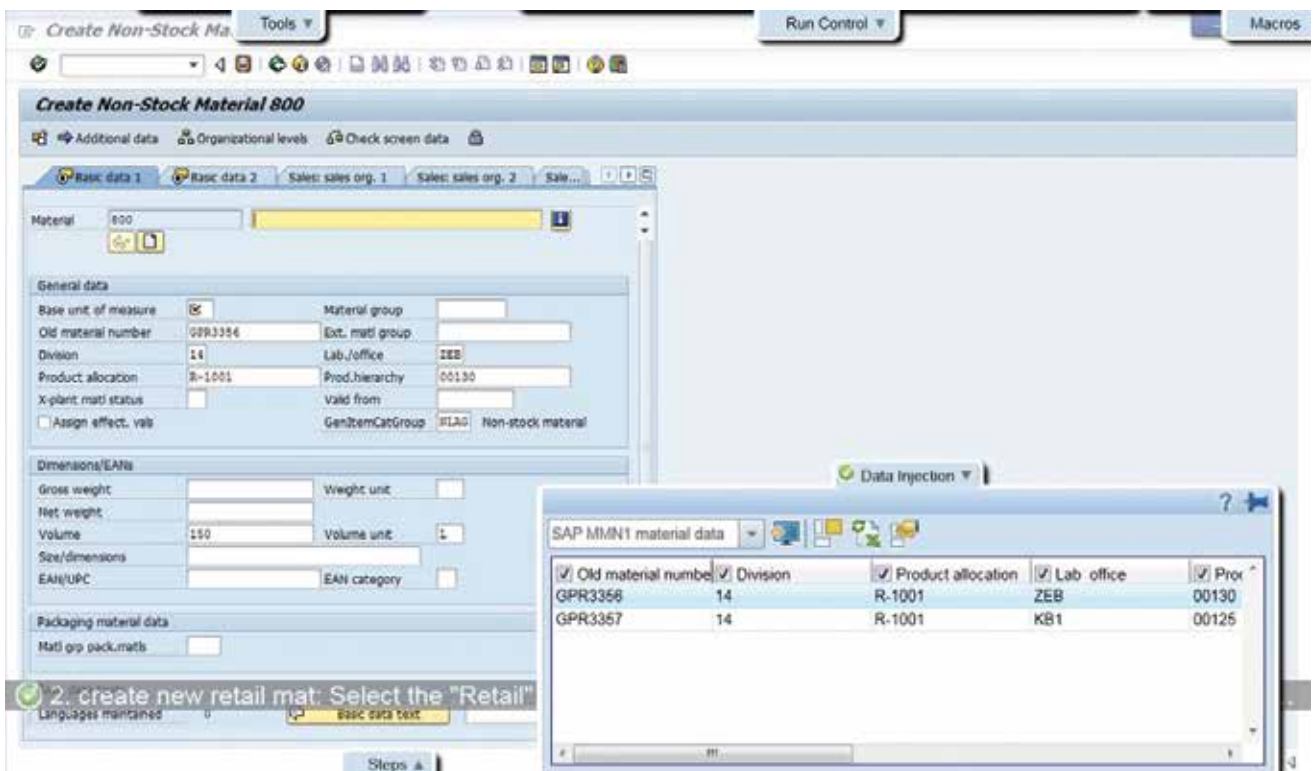 Tools ▼
Run Control ▼
Macros
Create Non-Stock Ma
Create Non-Stock Material 800
Additional data Organizational levels Check screen data
Basic data 1 Basic data 2 Sales: sales org. 1 Sales: sales org. 2 Sale...
Material 800
General data
Base unit of measure Material group
Old material number GPR3356 Ext. matl group
Division 14 Lab./office ZEB
Product allocation R-1001 Prod.hierarchy 00130
X-plant matl status Valid from
Assign effect. vals GenItemCatGroup NLAG Non-stock material
Dimensions/EANs
Gross weight Weight unit
Net weight
Volume 150 Volume unit
Size/dimensions
EAN/UPC EAN category
Packaging material data
Matl grp pack.matls
2. create new retail mat: Select the "Retail"
Languages maintained 0 Basic data text
Steps ▲
Data Injection ▼
?
SAP MMN1 material data
Old material numbe Division Product allocation Lab office Pro
GPR3356 14 R-1001 ZEB 00130
GPR3357 14 R-1001 KB1 00125